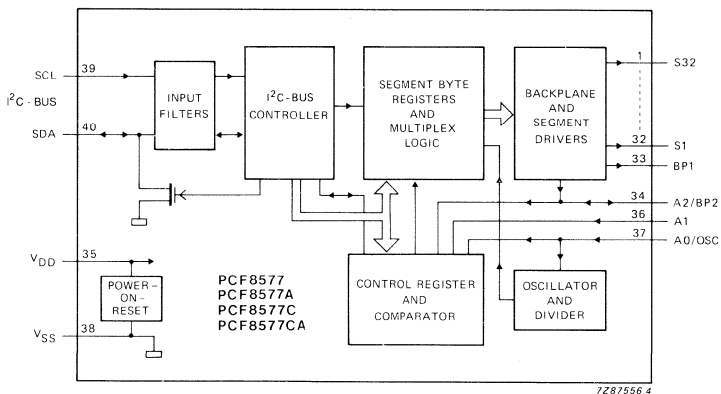 SCL
39
I²C-BUS
SDA
40
INPUT
FILTERS
I²C-BUS
CONTROLLER
SEGMENT BYTE
REGISTERS
AND
MULTIPLEX
LOGIC
BACKPLANE
AND
SEGMENT
DRIVERS
1
S32
32
S1
33
BP1
34
A2/BP2
36
A1
37
A0/OSC
VDD
35
POWER-
ON-
RESET
VSS
38
PCF8577
PCF8577A
PCF8577C
PCF8577CA
CONTROL REGISTER
AND
COMPARATOR
OSCILLATOR
AND
DIVIDER
7Z87556.4